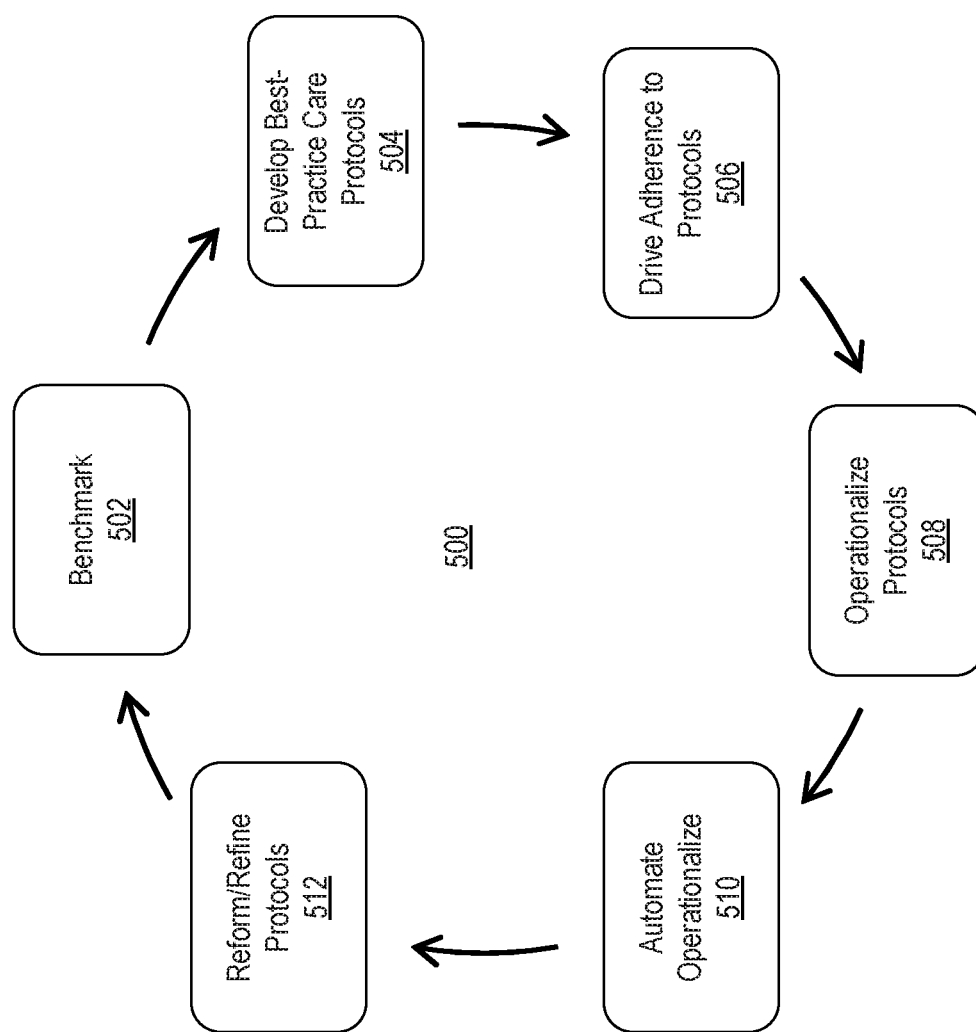 Benchmark
502
Develop Best-
Practice Care
Protocols
504
Drive Adherence to
Protocols
506
Operationalize
Protocols
508
Automate
Operationalize
510
Reform/Refine
Protocols
512
500